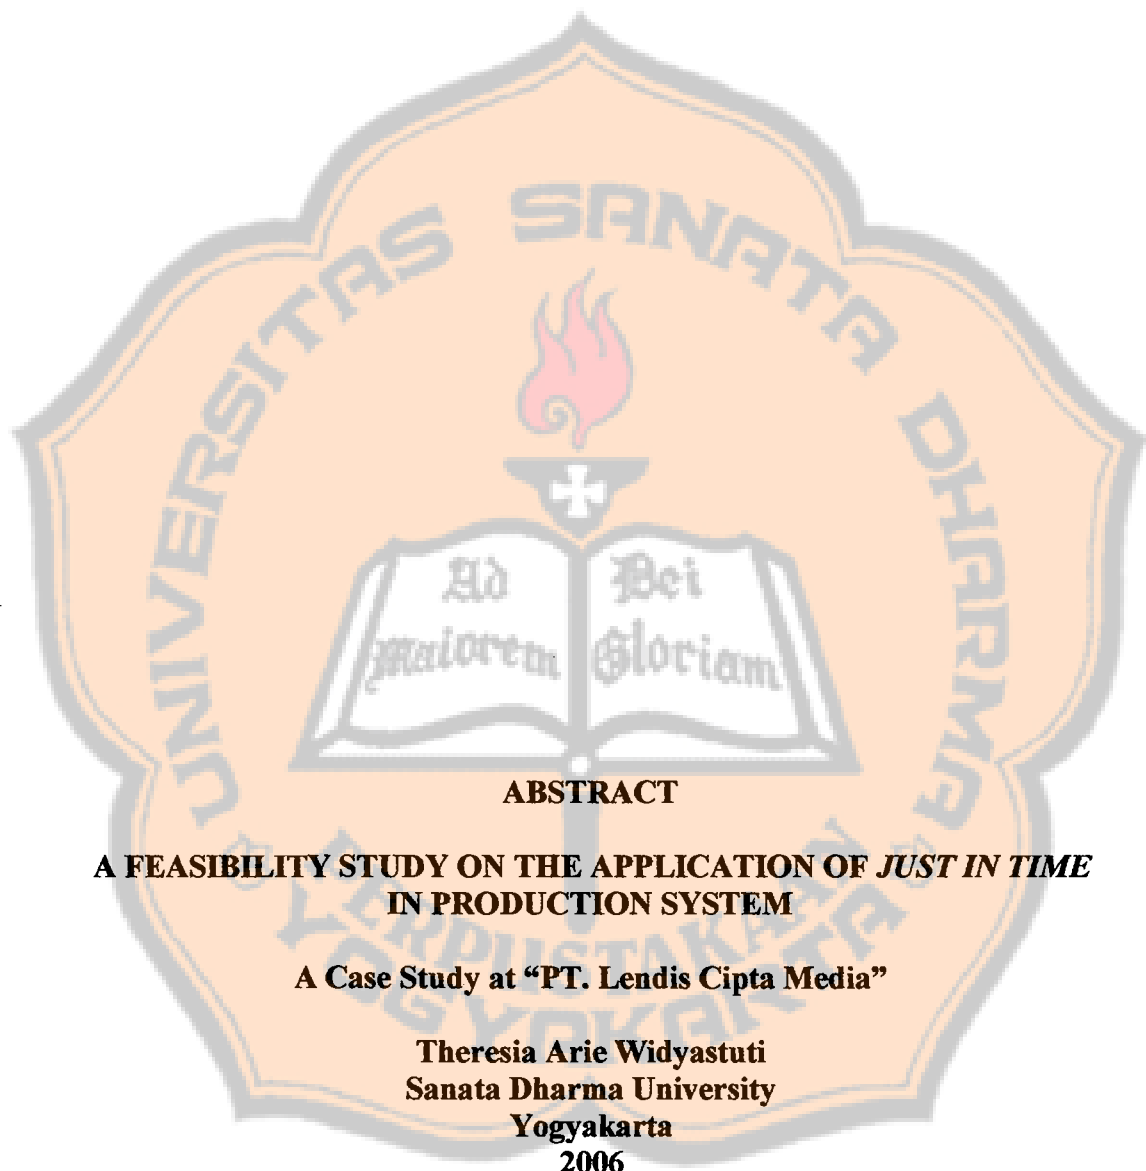 UNIVERSITAS SANATA DHARMA
Ad Dei
maiorem Gloriam
ABSTRACT
A FEASIBILITY STUDY ON THE APPLICATION OF JUST IN TIME
IN PRODUCTION SYSTEM
PERPUSTAKAAN
A Case Study at “PT. Lendis Cipta Media”
YOGYAKARTA
Theresia Arie Widyastuti
Sanata Dharma University
Yogyakarta
2006